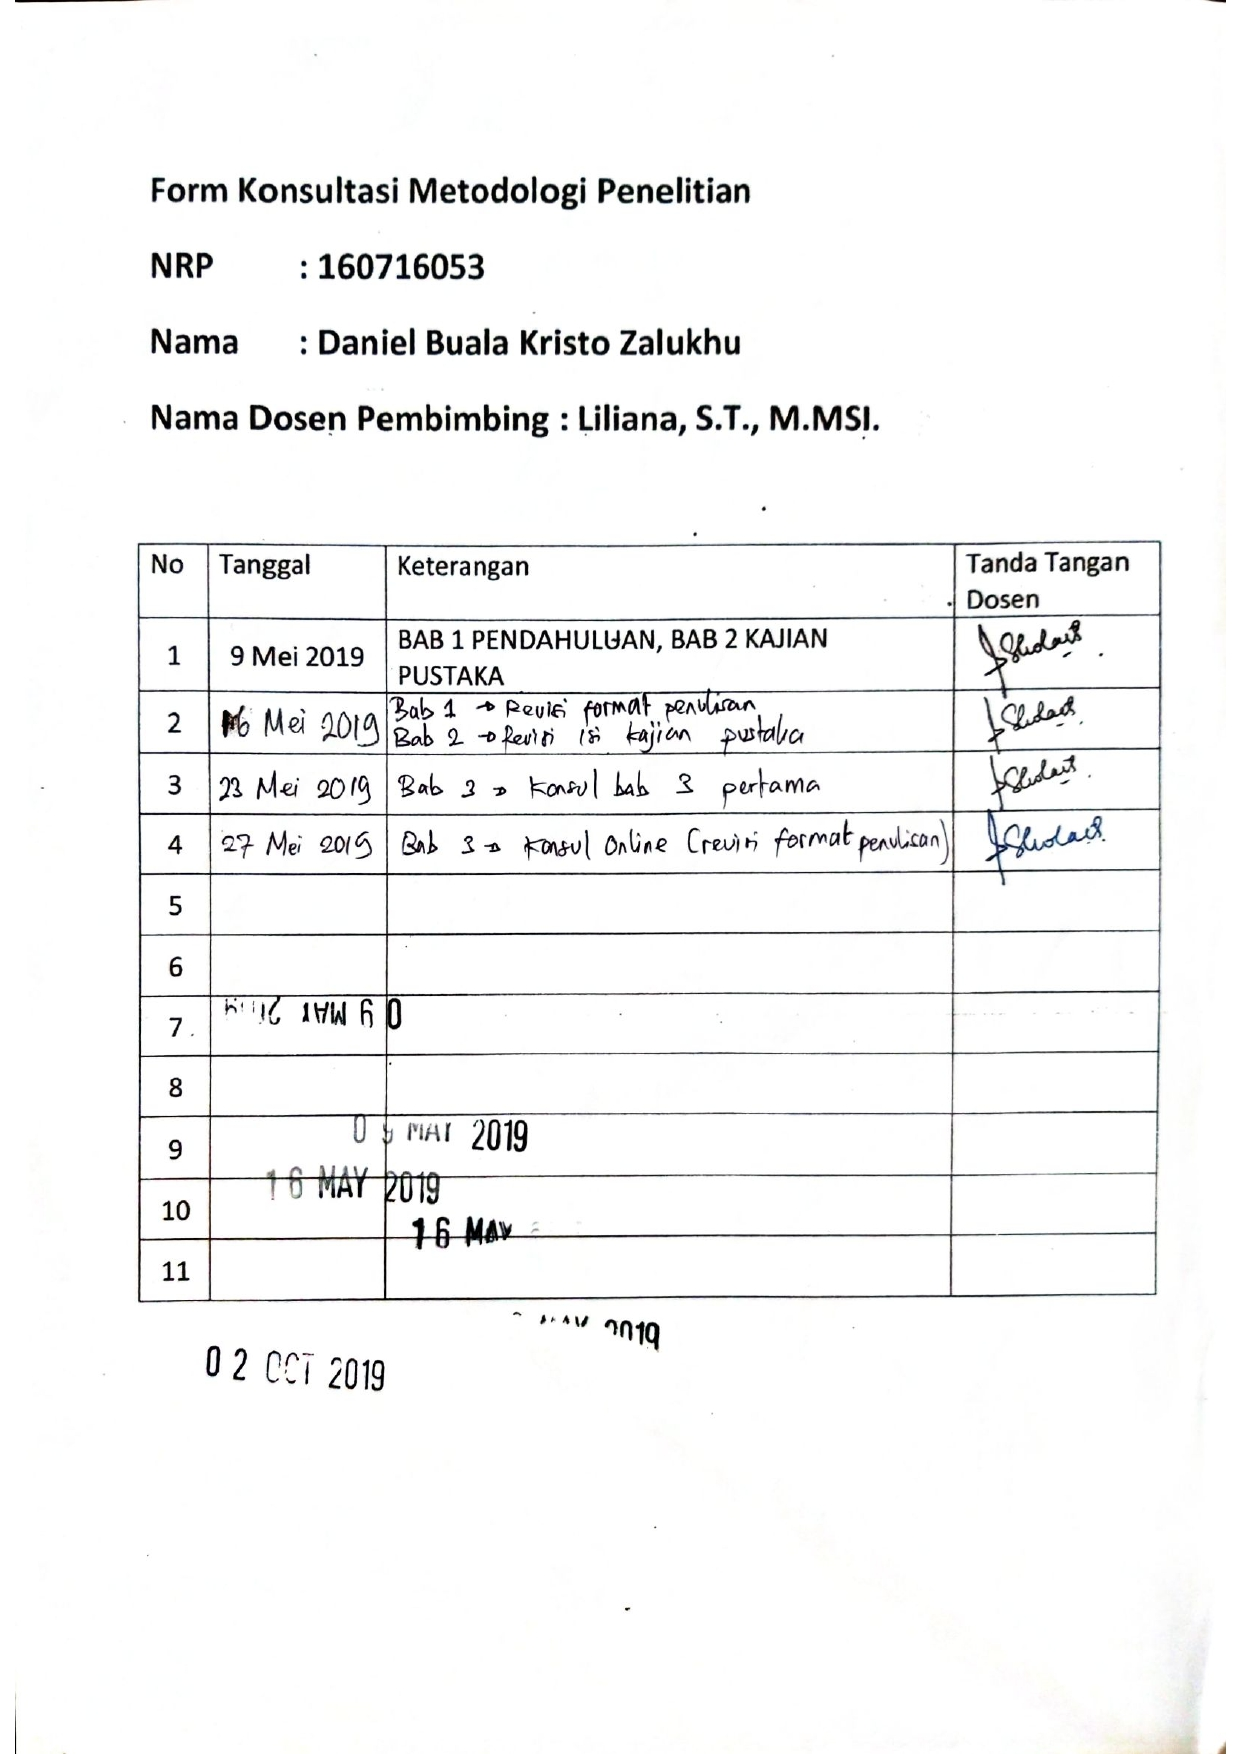 Form Konsultasi Metodologi Penelitian
NRP : 160716053
Nama : Daniel Buala Kristo Zalukhu
Nama Dosen Pembimbing : Liliana, S.T., M.MSI.
No Tanggal Keterangan Tanda Tangan
Dosen
1 9 Mei 2019 BAB 1 PENDAHULUAN, BAB 2 KAJIAN
PUSTAKA
2 16 Mei 2019 Bab 1 → Revisi format penulisan
Bab 2 → Revisi isi kajian pustaka
3 23 Mei 2019 Bab 3 → Konsul bab 3 pertama
4 27 Mei 2019 Bab 3 → Konsul Online (revisi format penulisan)
5
6
7
8
9
0 9 MAY 2019
16 MAY 2019
10
16 MAY
11
2019
02 OCT 2019